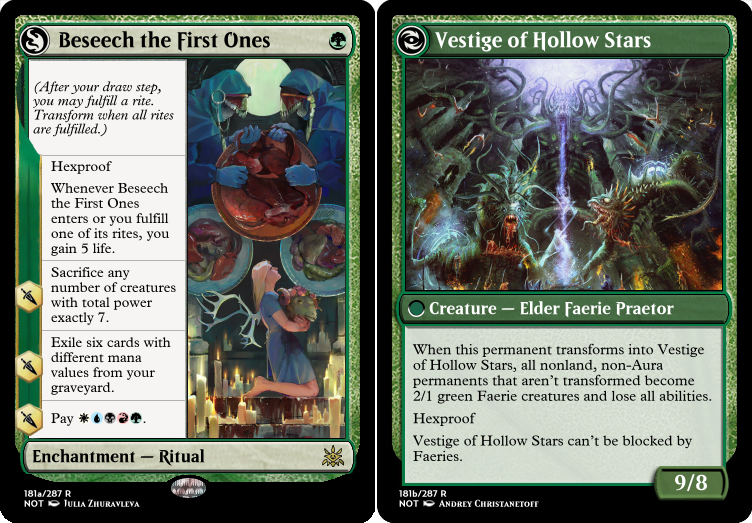 Beseech the First Ones
(After your draw step,
you may fulfill a rite.
Transform when all rites
are fulfilled.)
Hexproof
Whenever Beseech
the First Ones
enters or you fulfill
one of its rites, you
gain 5 life.
Sacrifice any
number of creatures
with total power
exactly 7.
Exile six cards with
different mana
values from your
graveyard.
Pay .
Enchantment — Ritual
181a/287 R
NOT Julia Zhuravleva
Vestige of Hollow Stars
Creature — Elder Faerie Praetor
When this permanent transforms into Vestige
of Hollow Stars, all nonland, non-Aura
permanents that aren't transformed become
2/1 green Faerie creatures and lose all abilities.
Hexproof
Vestige of Hollow Stars can't be blocked by
Faeries.
9/8
181b/287 R
NOT Andrey Christanetoff